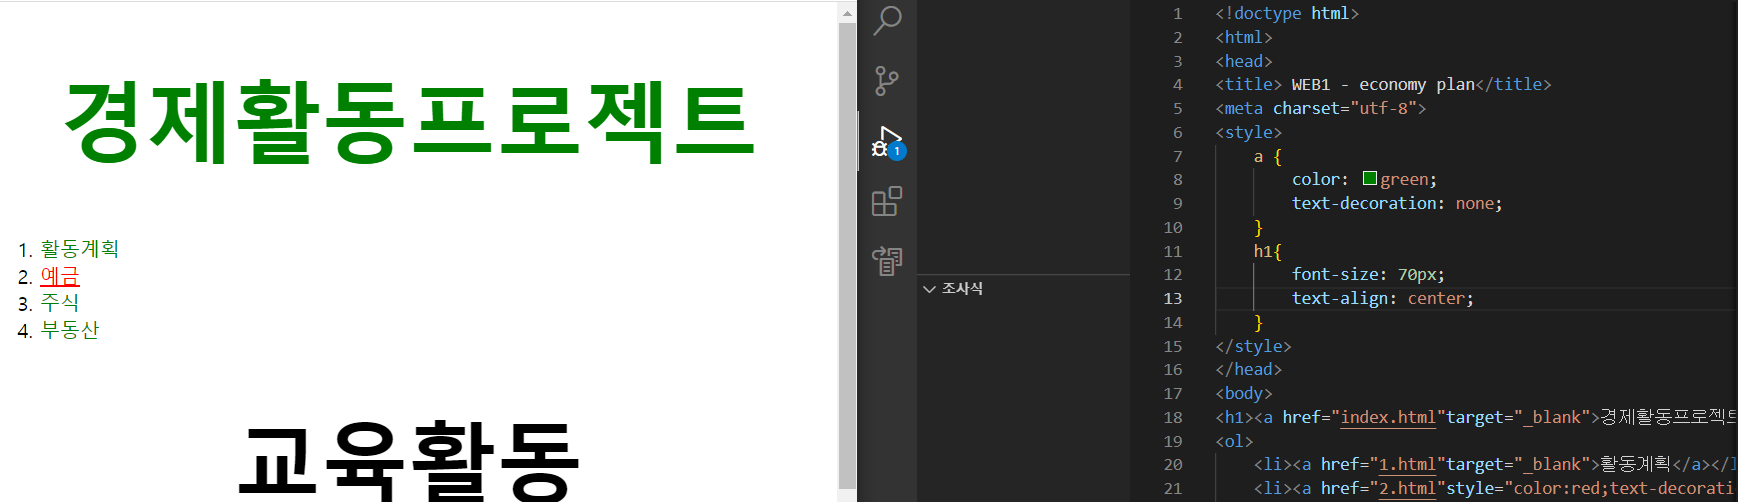 경제활동프로젝트
1. 활동계획
2. 예금
3. 주식
4. 부동산
교육활동
1
조사식
1 <!doctype html>
2 <html>
3 <head>
4 <title> WEB1 - economy plan</title>
5 <meta charset="utf-8">
6 <style>
7 a {
8 color: green;
9 text-decoration: none;
10 }
11 h1{
12 font-size: 70px;
13 text-align: center;
14 }
15 </style>
16 </head>
17 <body>
18 <h1><a href="index.html"target="_blank">경제활동프로젝트
19 <ol>
20 <li><a href="1.html"target="_blank">활동계획</a></l
21 <li><a href="2.html"style="color:red;text-decorati